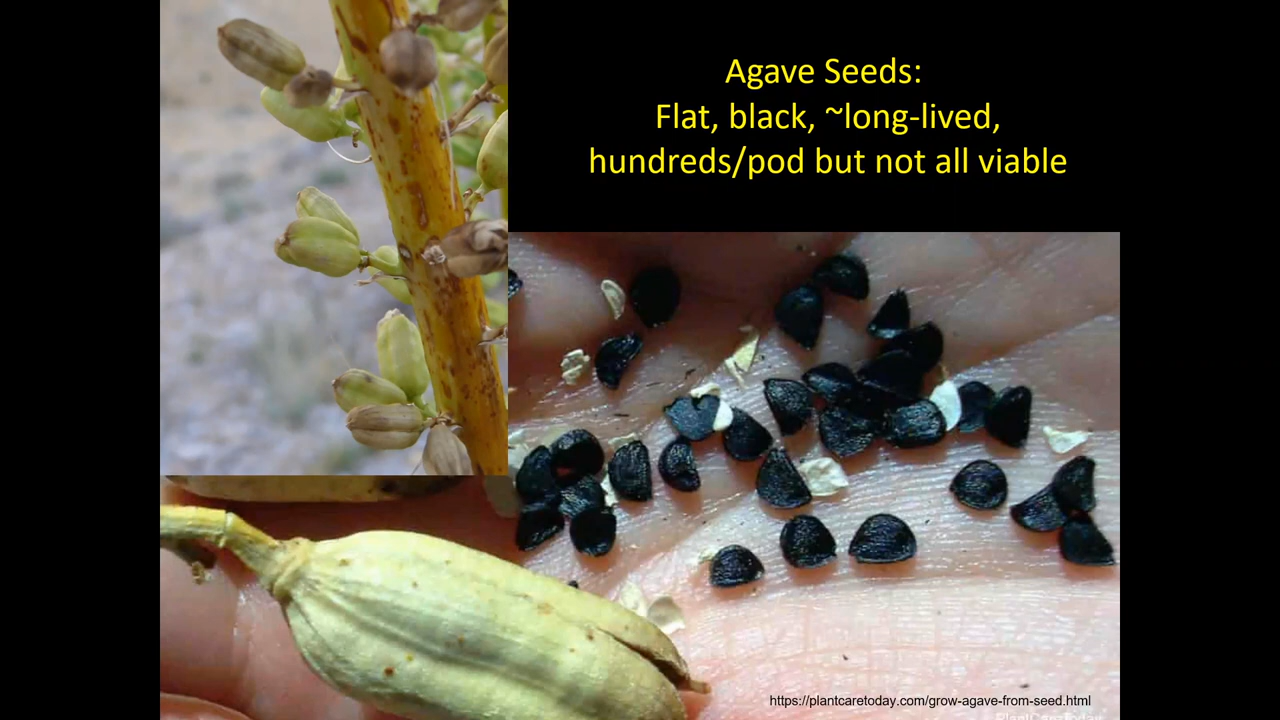 Agave Seeds:
Flat, black, ~long-lived,
hundreds/pod but not all viable
https://plantcaretoday.com/grow-agave-from-seed.html